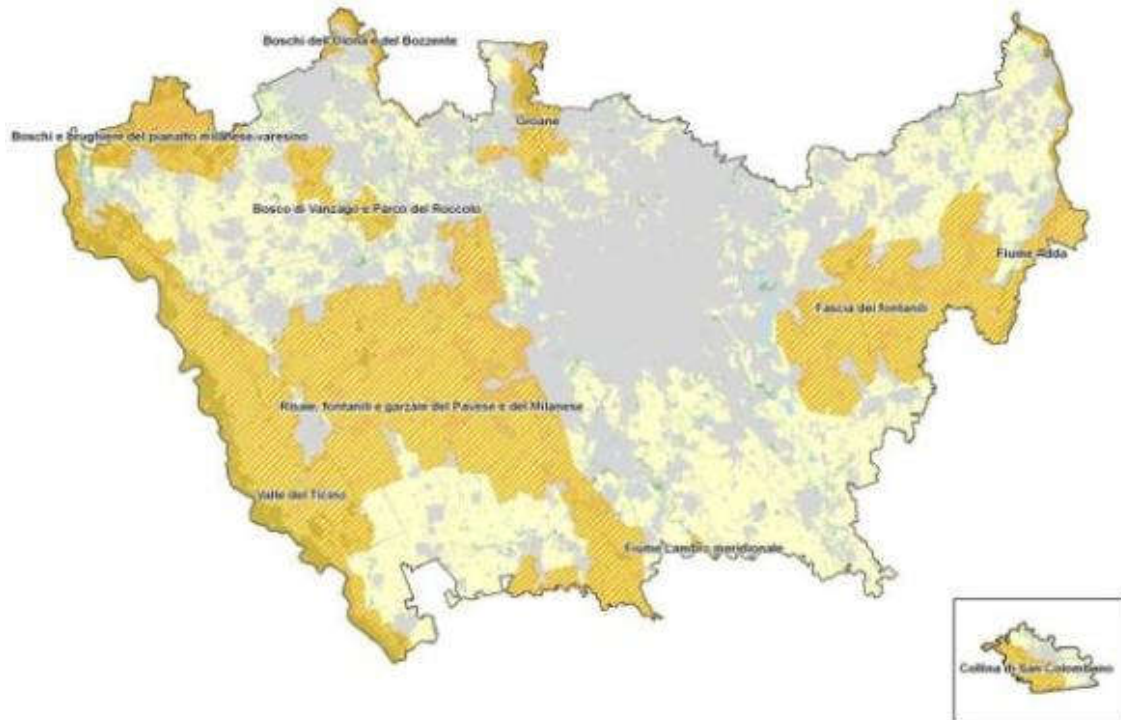 Boschi dell'Olona e del Bozzente
Groane
Boschi e brughiere del pianalto milanese-varesino
Bosco di Vanzago e Parco del Roccolo
Fiume Adda
Fascia dei fontanili
Risaie, fontanili e garzaie del Pavese e del Milanese
Valle del Ticino
Fiume Lambro meridionale
Collina di San Colombano